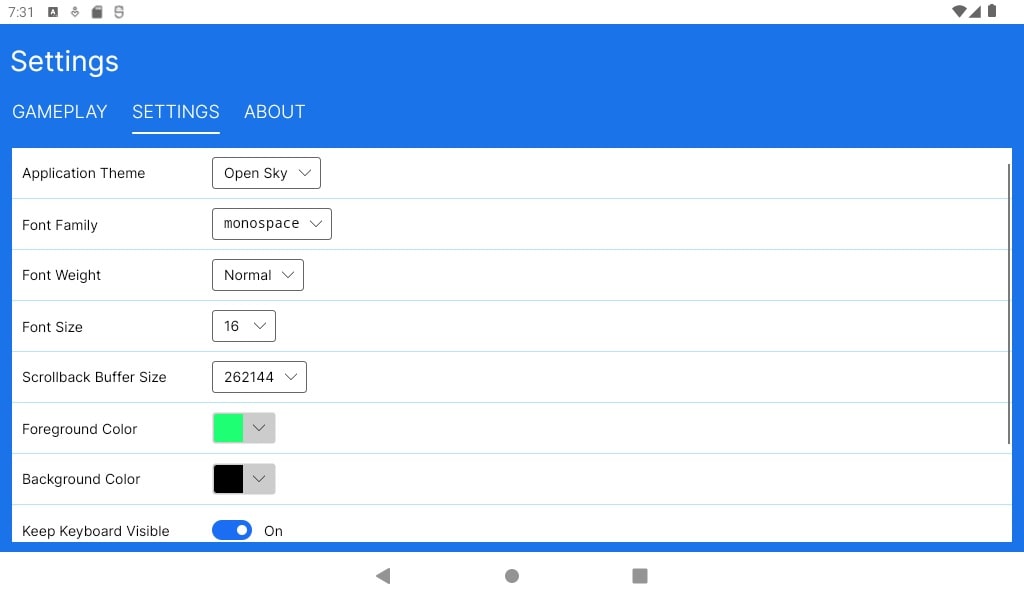 7:31
Settings
GAMEPLAY SETTINGS ABOUT
Application Theme Open Sky
Font Family monospace
Font Weight Normal
Font Size 16
Scrollback Buffer Size 262144
Foreground Color
Background Color
Keep Keyboard Visible On